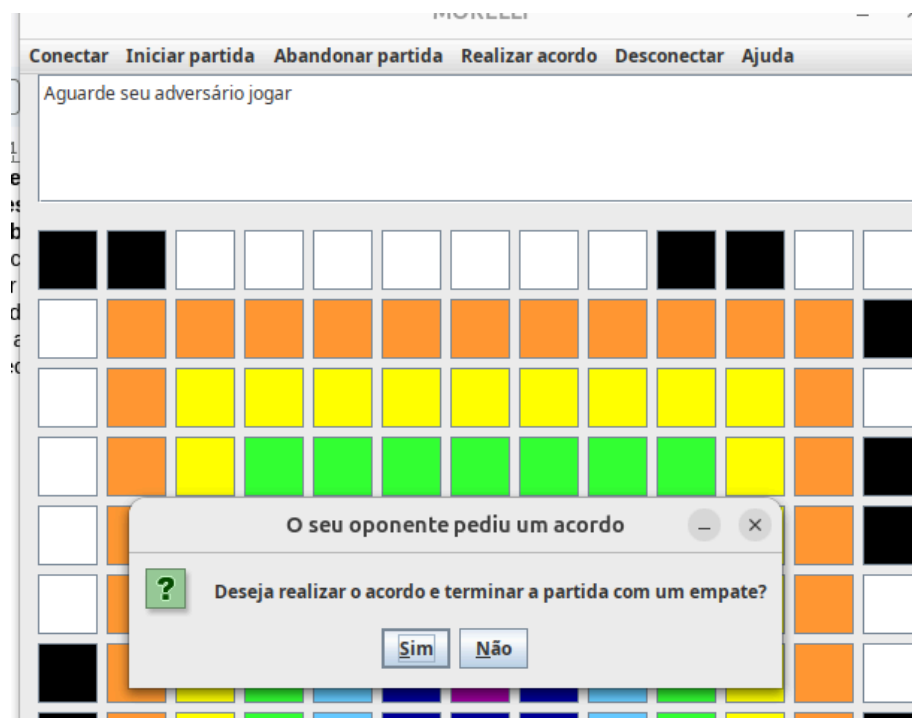 Conectar Iniciar partida Abandonar partida Realizar acordo Desconectar Ajuda
Aguarde seu adversário jogar
O seu oponente pediu um acordo
Deseja realizar o acordo e terminar a partida com um empate?
Sim Não